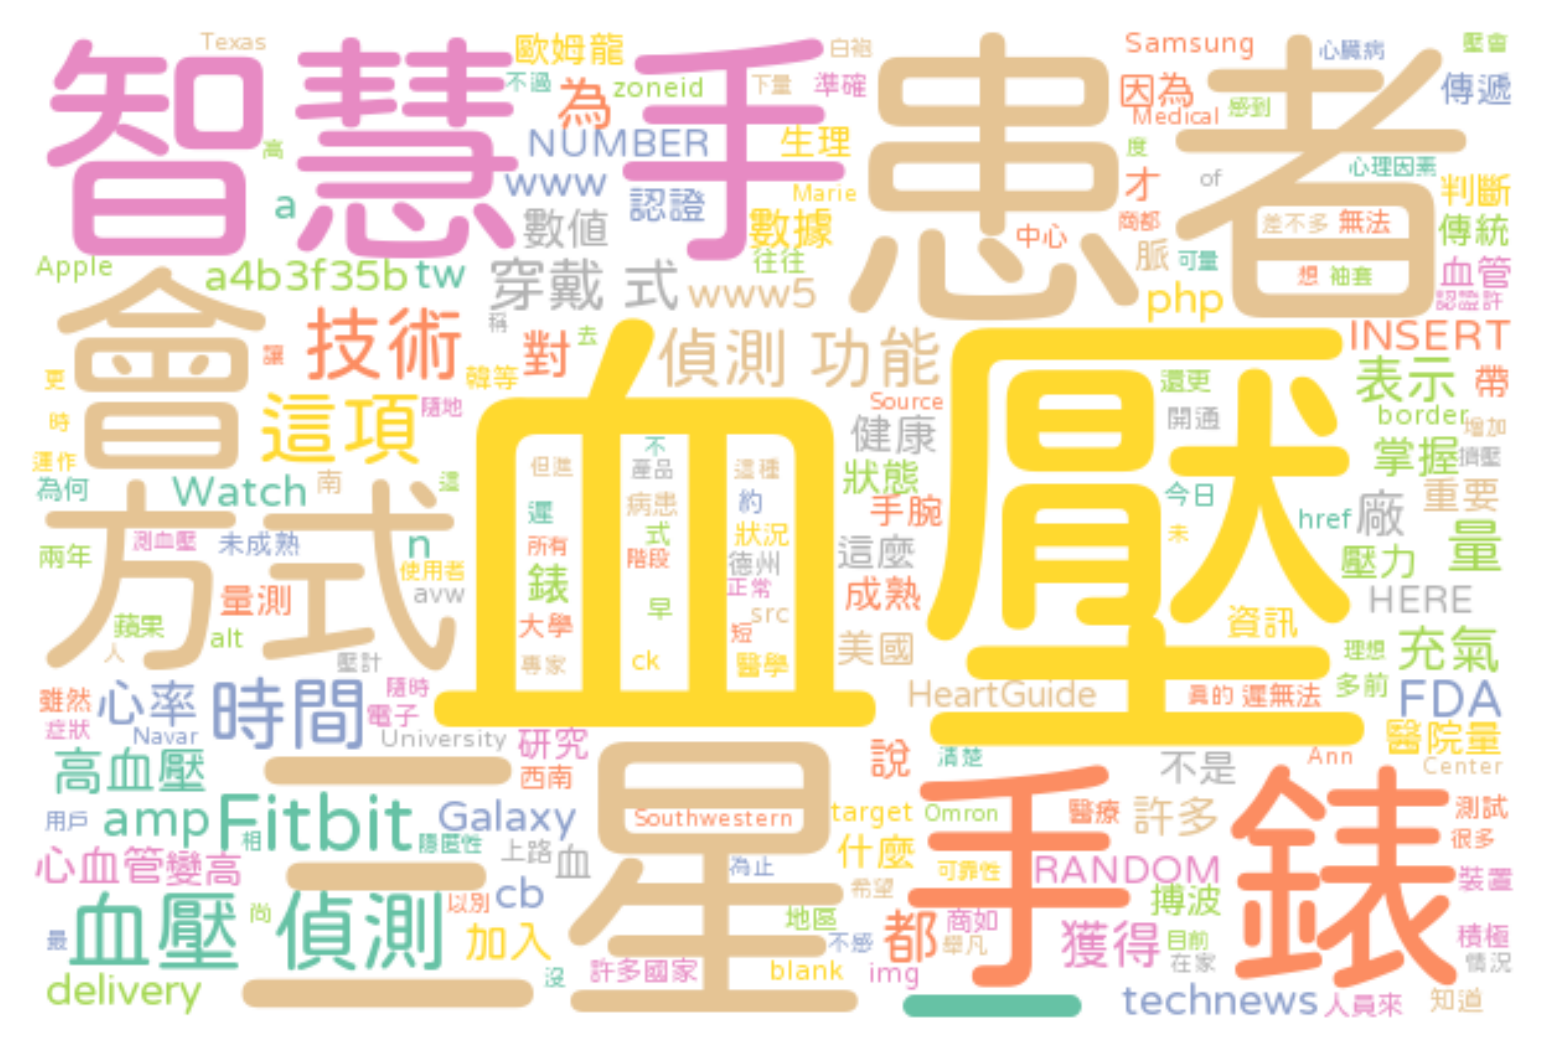 Texas
歐姆龍
白袍
Samsung
心臟病
壓會
智慧手
患者
不過
為
zoneid
下量
準確
因為
Medical
感到
傳遞
高
NUMBER
生理
度
心理因素
www
認證
Marie
才
of
判斷
a
數值
數據
中心
商都
差不多
無法
傳統
Apple
a4b3f35b
tw
穿戴 式
往往
www5
脈
可量
php
想
袖套
血管
認證許
會
技術
稱
對
去
偵測 功能
INSERT
讓
更
韓等
還更
表示
帶
時
這項
隨地
Source
健康
開通
border
增加
血壓
運作
為何
Watch
南
還
但進
不
產品
這種
狀態
掌握
擠壓
病患
約
手腕
今日
重要
方式
兩年
測血壓
未成熟
n
遲
式
狀況
這麼
未
href
廠
量
使用者
所有
階段
德州
壓力
量測
avw
錶
正常
成熟
HERE
蘋果
alt
早
src
資訊
人
大學
短
美國
理想
充氣
壓計
專家
ck
醫學
雖然
心率
時間
隨時
HeartGuide
真的
遲無法
多前
FDA
症狀
Navar
電子
University
研究
醫院量
高血壓
西南
說
清楚
不是
Ann
Center
三星
手錶
用戶
amp
Fitbit
相
Galaxy
隱匿性
Southwestern
target
Omron
醫療
許多
測試
很多
心血管
變高
上路
血
為止
什麼
可靠性
RANDOM
裝置
血壓 偵測
以別
cb
希望
搏波
最
尚
加入
地區
不感
都
商如
舉凡
獲得
目前
在家
積極
情況
delivery
沒
許多國家
blank
img
一
technews
人員來
知道